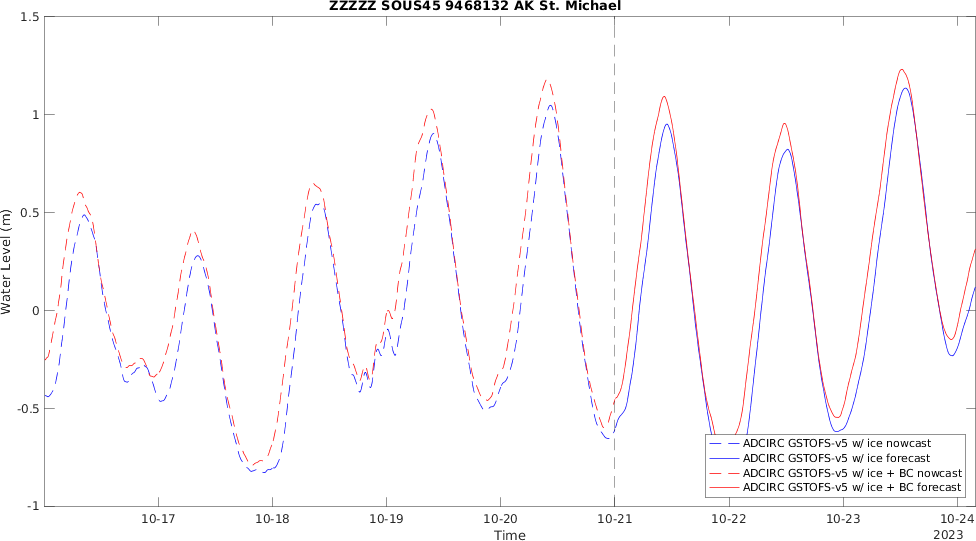 ZZZZZ SOUS45 9468132 AK St. Michael
1.5
1
0.5
0
-0.5
-1
Water Level (m)
10-17 10-18 10-19 10-20 10-21 10-22 10-23 10-24
Time
2023
ADCIRC GSTOFS-v5 w/ ice nowcast
ADCIRC GSTOFS-v5 w/ ice forecast
ADCIRC GSTOFS-v5 w/ ice + BC nowcast
ADCIRC GSTOFS-v5 w/ ice + BC forecast